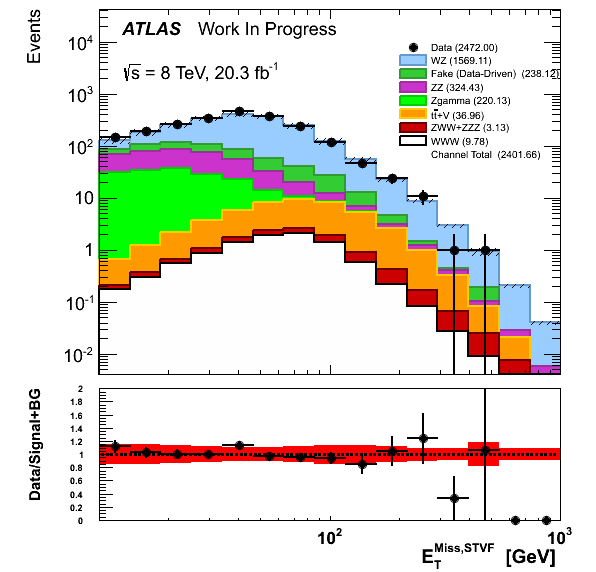 Events
ATLAS Work In Progress
√s = 8 TeV, 20.3 fb⁻¹
Data (2472.00)
WZ (1569.11)
Fake (Data-Driven) (238.12)
ZZ (324.43)
Zgamma (220.13)
tt̄+V (36.96)
ZWW+ZZZ (3.13)
WWW (9.78)
Channel Total (2401.66)
10⁴
10³
10²
10
1
10⁻¹
10⁻²
Data/Signal+BG
2
1.8
1.6
1.4
1.2
1
0.8
0.6
0.4
0.2
0
10² 10³
E_T^Miss,STVF [GeV]